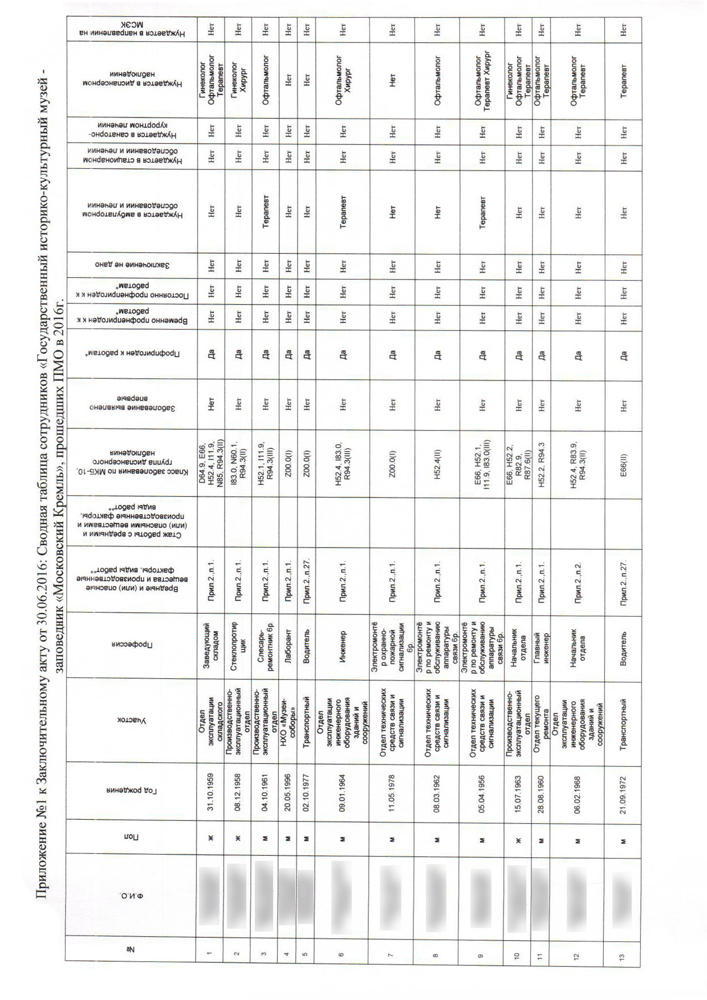 Приложение №1 к Заключительному акту от 30.06.2016: Сводная таблица сотрудников «Государственный историко-культурный музей -
заповедник «Московский Кремль», прошедших ПМО в 2016г.
№
Ф.И.О.
Пол
Год рождения
Участок
Профессия
Вредные и (или) опасные
вещества и производственные
факторы, виды работ**
Стаж работы с вредными и
(или) опасными веществами и
производственные факторы,
виды работ**
Класс заболевания по МКБ-10,
группа диспансерного
наблюдения
Заболевание выявлено
впервые
Профпригоден к работам*
Временно профнепригоден к к
работам*
Постоянно профнепригоден к к
работам*
Заключение не дано
Нуждается в амбулаторном
обследовании и лечении
Нуждается в стационарном
обследовании и лечении
Нуждается в санаторно-
курортном лечении
Нуждается в диспансерном
наблюдении
Нуждается в направлении на
МСЭК
1
ж
31.10.1959
Отдел
эксплуатации
складского
Заведующий
складом
Прил.2.,п.1.
D64.9, E66,
H52.4, I11.9,
N85, R94.3(II)
Нет
Да
Нет
Нет
Нет
Нет
Нет
Нет
Гинеколог
Офтальмолог
Терапевт
Нет
2
ж
08.12.1958
Производственно-
эксплуатационный
отдел
Стеклопротир
щик
Прил.2.,п.1.
I83.0, N60.1,
R94.3(II)
Нет
Да
Нет
Нет
Нет
Нет
Нет
Нет
Гинеколог
Хирург
Нет
3
м
04.10.1961
Производственно-
эксплуатационный
отдел
Слесарь-
ремонтник 6р.
Прил.2.,п.1.
H52.1, I11.9,
R94.3(III)
Нет
Да
Нет
Нет
Нет
Терапевт
Нет
Нет
Офтальмолог
Нет
4
м
20.05.1996
НХО «Музеи-
соборы»
Лаборант
Прил.2.,п.1.
Z00.0(I)
Нет
Да
Нет
Нет
Нет
Нет
Нет
Нет
Нет
Нет
5
м
02.10.1977
Транспортный
Водитель
Прил.2.,п.27.
Z00.0(I)
Нет
Да
Нет
Нет
Нет
Нет
Нет
Нет
Нет
Нет
6
м
09.01.1964
Отдел
эксплуатации
инженерного
оборудования
зданий и
сооружений
Инженер
Прил.2.,п.1.
H52.4, I83.0,
R94.3(III)
Нет
Да
Нет
Нет
Нет
Терапевт
Нет
Нет
Офтальмолог
Хирург
Нет
7
м
11.05.1978
Отдел технических
средств связи и
сигнализации
Электромонтё
р охранно-
пожарной
сигнализации
6р.
Прил.2.,п.1.
Z00.0(I)
Нет
Да
Нет
Нет
Нет
Нет
Нет
Нет
Нет
Нет
8
м
08.03.1962
Отдел технических
средств связи и
сигнализации
Электромонтё
р по ремонту и
обслуживанию
аппаратуры
связи 6р.
Прил.2.,п.1.
H52.4(II)
Нет
Да
Нет
Нет
Нет
Нет
Нет
Нет
Офтальмолог
Нет
9
м
05.04.1956
Отдел технических
средств связи и
сигнализации
Электромонтё
р по ремонту и
обслуживанию
аппаратуры
связи 6р.
Прил.2.,п.1.
E66, H52.1,
I11.9, I83.0(III)
Нет
Да
Нет
Нет
Нет
Терапевт
Нет
Нет
Офтальмолог
Терапевт Хирург
Нет
10
ж
15.07.1963
Производственно-
эксплуатационный
отдел
Начальник
отдела
Прил.2.,п.1.
E66, H52.2,
R82.9,
R87.6(II)
Нет
Да
Нет
Нет
Нет
Нет
Нет
Нет
Гинеколог
Офтальмолог
Терапевт
Нет
11
м
28.08.1960
Отдел текущего
ремонта
Главный
инженер
Прил.2.,п.1.
H52.2, R94.3
Нет
Да
Нет
Нет
Нет
Нет
Нет
Нет
Офтальмолог
Терапевт
Нет
12
м
06.02.1968
Отдел
эксплуатации
инженерного
оборудования
зданий и
сооружений
Начальник
отдела
Прил.2.,п.2.
H52.4, R83.9,
R94.3(II)
Нет
Да
Нет
Нет
Нет
Нет
Нет
Нет
Офтальмолог
Терапевт
Нет
13
м
21.09.1972
Транспортный
Водитель
Прил.2.,п.27.
E66(II)
Нет
Да
Нет
Нет
Нет
Нет
Нет
Нет
Терапевт
Нет